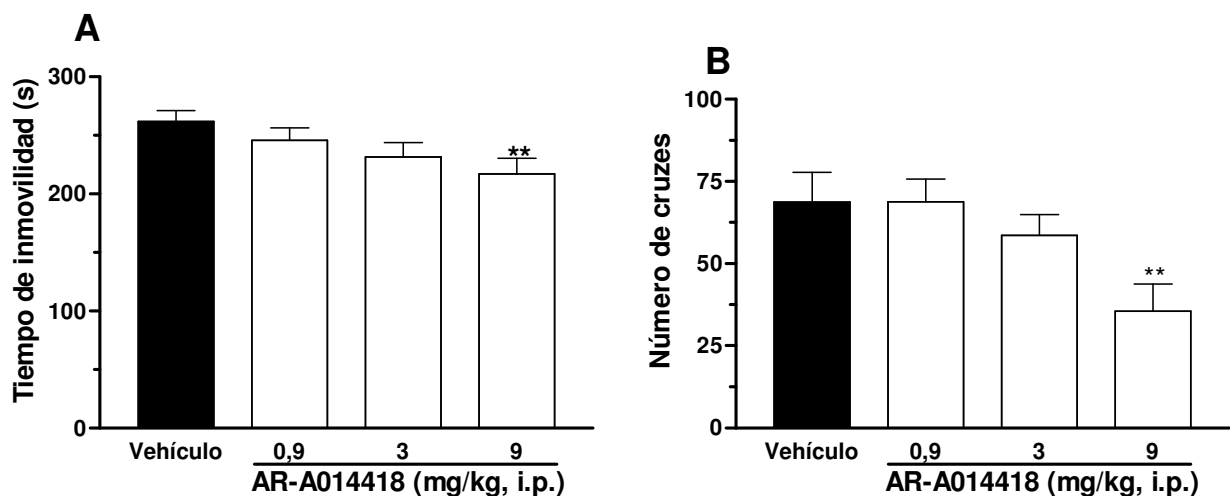 A
Tiempo de inmovilidad (s)
300
200
100
0
**
Vehículo 0,9 3 9
AR-A014418 (mg/kg, i.p.)
B
Número de cruzes
100
75
50
25
0
**
Vehículo 0,9 3 9
AR-A014418 (mg/kg, i.p.)